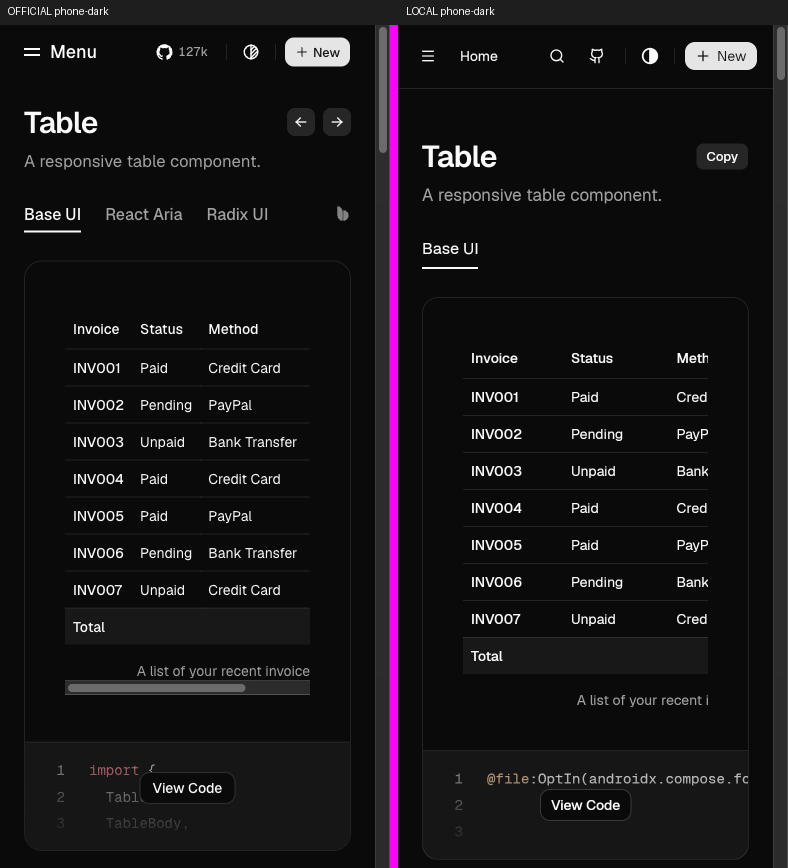 OFFICIAL phone-dark
Menu 127k New
Table
A responsive table component.
Base UI React Aria Radix UI
Invoice Status Method
INV001 Paid Credit Card
INV002 Pending PayPal
INV003 Unpaid Bank Transfer
INV004 Paid Credit Card
INV005 Paid PayPal
INV006 Pending Bank Transfer
INV007 Unpaid Credit Card
Total
A list of your recent invoice
1 import {
2 Tabl
3 TableBody,
View Code
LOCAL phone-dark
Home New
Table Copy
A responsive table component.
Base UI
Invoice Status Meth
INV001 Paid Cred
INV002 Pending PayP
INV003 Unpaid Bank
INV004 Paid Cred
INV005 Paid PayP
INV006 Pending Bank
INV007 Unpaid Cred
Total
A list of your recent i
1 @file:OptIn(androidx.compose.fo
2
3
View Code